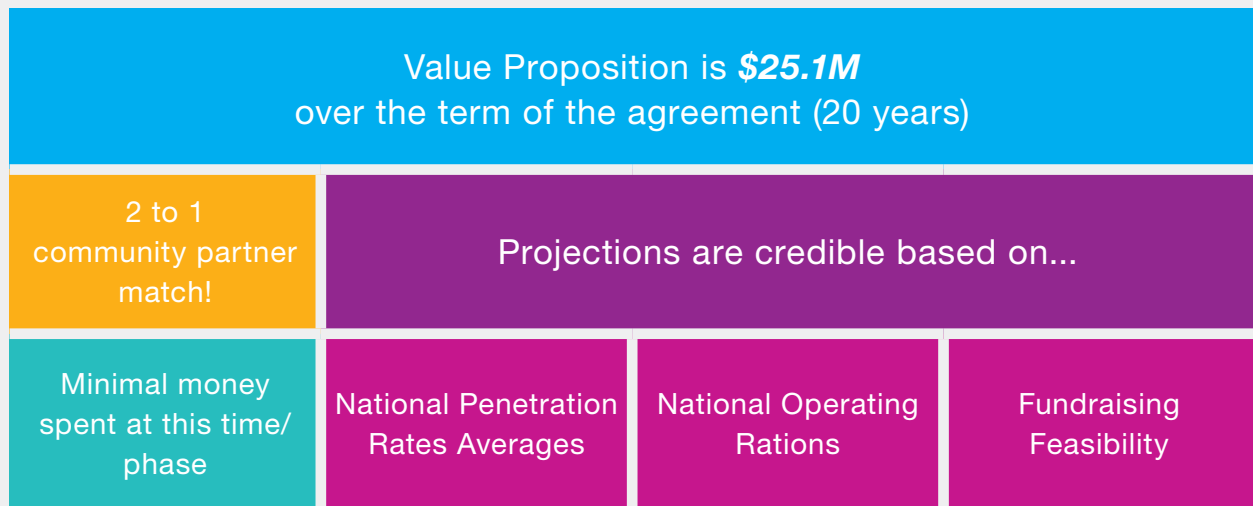 Value Proposition is $25.1M
over the term of the agreement (20 years)
2 to 1
community partner
match!
Projections are credible based on...
Minimal money
spent at this time/
phase
National Penetration
Rates Averages
National Operating
Rations
Fundraising
Feasibility